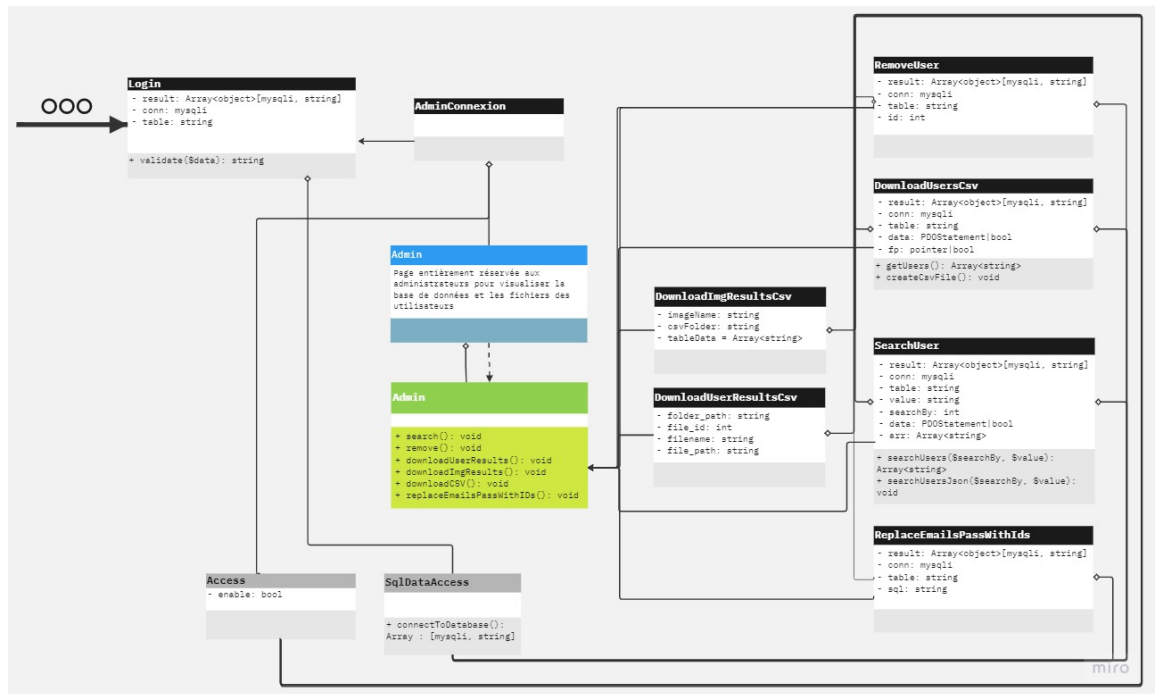 Login
- result: Array<object>[mysqli, string]
- conn: mysqli
- table: string
+ validate($data): string
AdminConnexion
Admin
Page entièrement réservée aux
administrateurs pour visualiser la
base de données et les fichiers des
utilisateurs
Admin
+ search(): void
+ remove(): void
+ downloadUserResults(): void
+ downloadImgResults(): void
+ downloadCSV(): void
+ replaceEmailsPassWithIDs(): void
Access
- enable: bool
SqlDataAccess
+ connectToDatabase():
Array : [mysqli, string]
DownloadImgResultsCsv
- imageName: string
- csvFolder: string
- tableData = Array<string>
DownloadUserResultsCsv
- folder_path: string
- file_id: int
- filename: string
- file_path: string
RemoveUser
- result: Array<object>[mysqli, string]
- conn: mysqli
- table: string
- id: int
DownloadUsersCsv
- result: Array<object>[mysqli, string]
- conn: mysqli
- table: string
- data: PDOStatement|bool
- fp: pointer|bool
+ getUsers(): Array<string>
+ createCsvFile(): void
SearchUser
- result: Array<object>[mysqli, string]
- conn: mysqli
- table: string
- value: string
- searchBy: int
- data: PDOStatement|bool
- arr: Array<string>
+ searchUsers($searchBy, $value):
Array<string>
+ searchUsersJson($searchBy, $value):
void
ReplaceEmailsPassWithIds
- result: Array<object>[mysqli, string]
- conn: mysqli
- table: string
- sql: string
miro